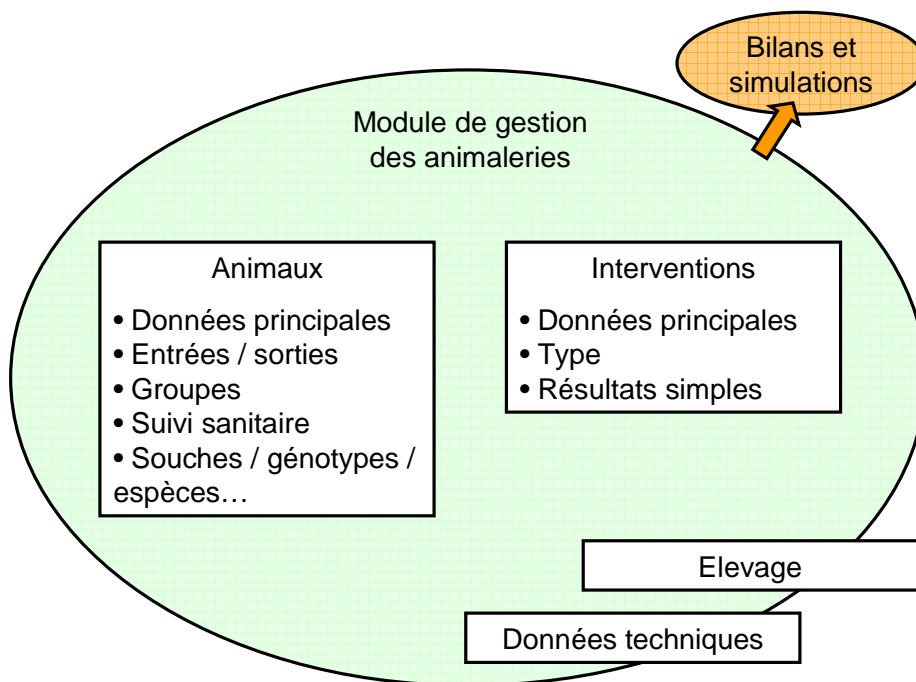 Bilans et
simulations
Module de gestion
des animaleries
Animaux
• Données principales
• Entrées / sorties
• Groupes
• Suivi sanitaire
• Souches / génotypes /
espèces…
Interventions
• Données principales
• Type
• Résultats simples
Elevage
Données techniques